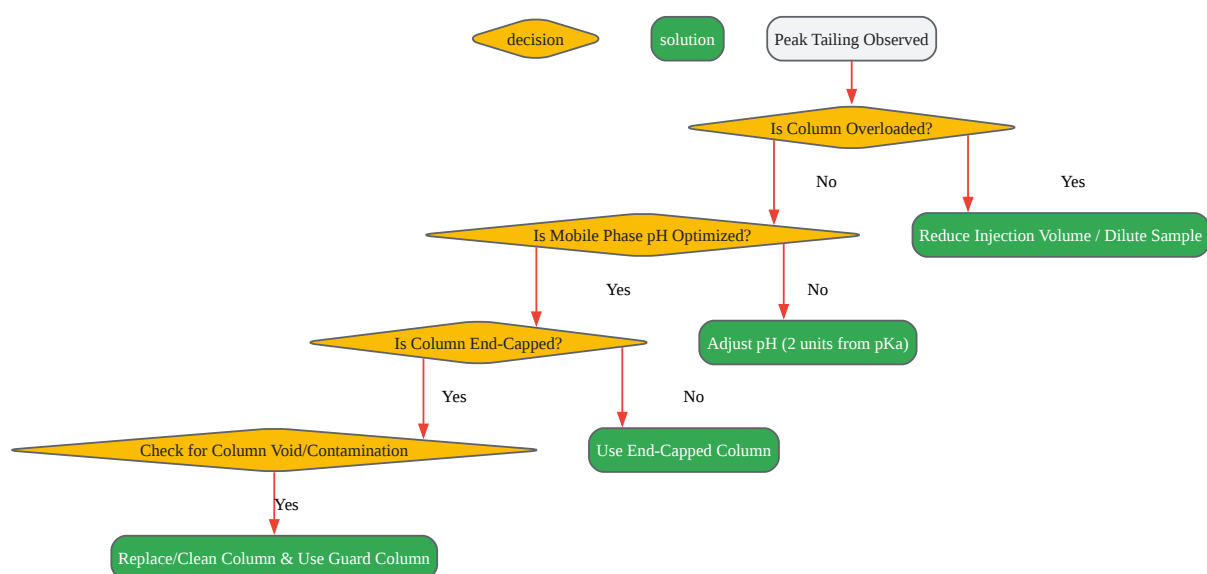 decision
solution
Peak Tailing Observed
Is Column Overloaded?
No
Yes
Is Mobile Phase pH Optimized?
Reduce Injection Volume / Dilute Sample
Yes
No
Is Column End-Capped?
Adjust pH (2 units from pKa)
Yes
No
Check for Column Void/Contamination
Use End-Capped Column
Yes
Replace/Clean Column & Use Guard Column